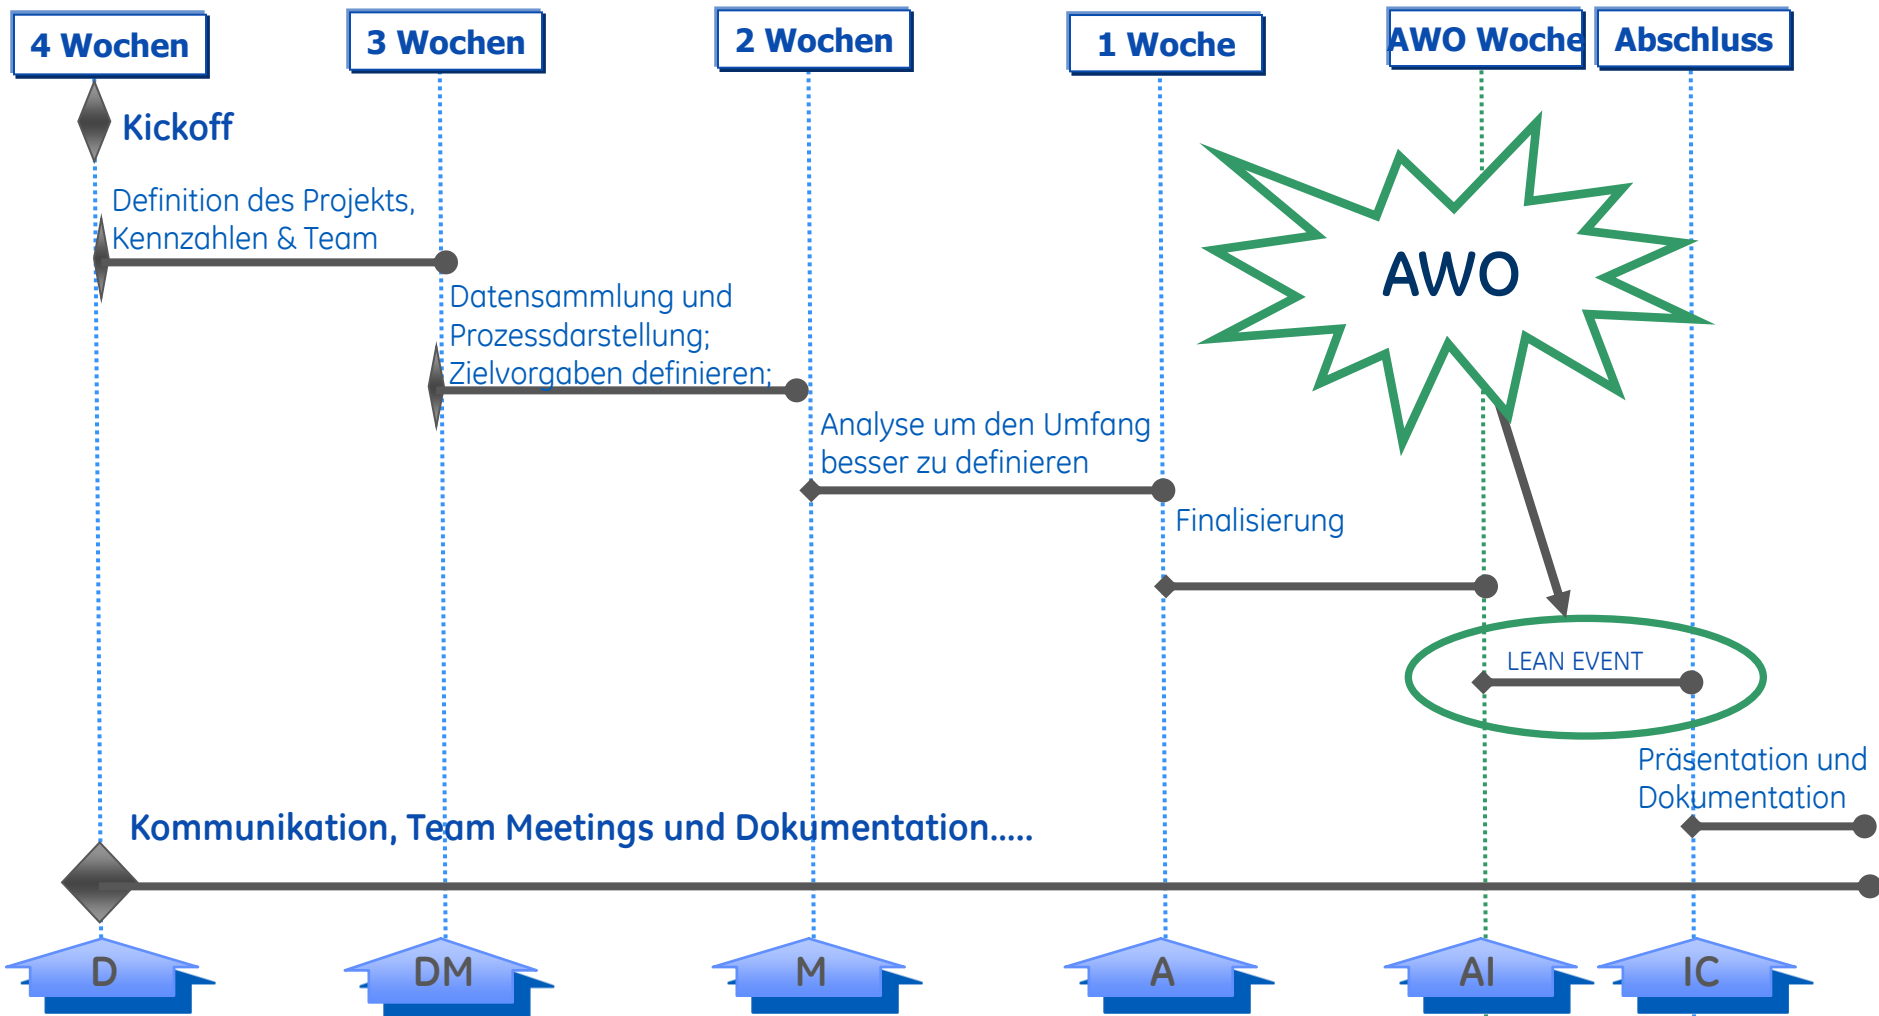 4 Wochen
3 Wochen
2 Wochen
1 Woche
AWO Woche
Abschluss
Kickoff
Definition des Projekts,
Kennzahlen & Team
Datensammlung und
Prozessdarstellung;
Zielvorgaben definieren;
AWO
Analyse um den Umfang
besser zu definieren
Finalisierung
LEAN EVENT
Präsentation und
Dokumentation
Kommunikation, Team Meetings und Dokumentation.....
D
DM
M
A
AI
IC